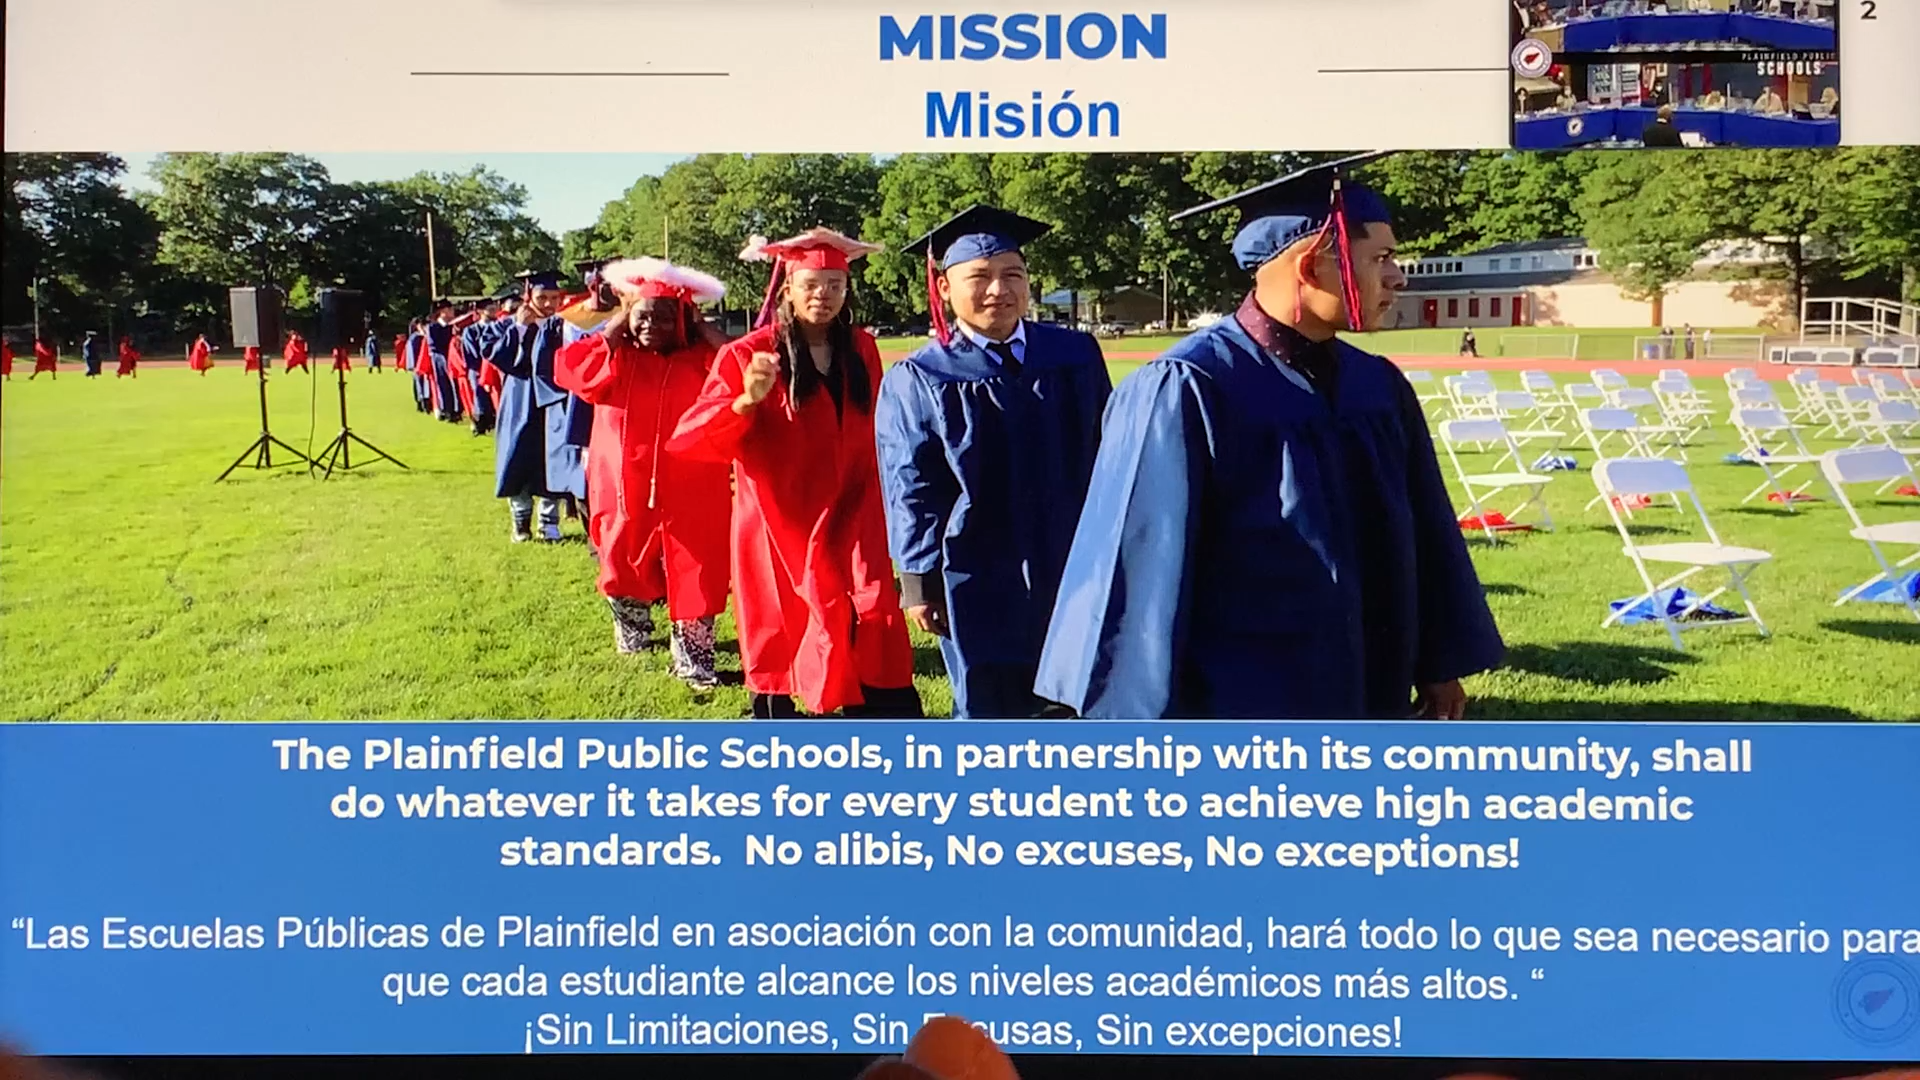 MISSION
Misión
2
PLAINFIELD PUBLIC
SCHOOLS
The Plainfield Public Schools, in partnership with its community, shall
do whatever it takes for every student to achieve high academic
standards. No alibis, No excuses, No exceptions!
“Las Escuelas Públicas de Plainfield en asociación con la comunidad, hará todo lo que sea necesario para
que cada estudiante alcance los niveles académicos más altos. “
¡Sin Limitaciones, Sin Sin excepciones!